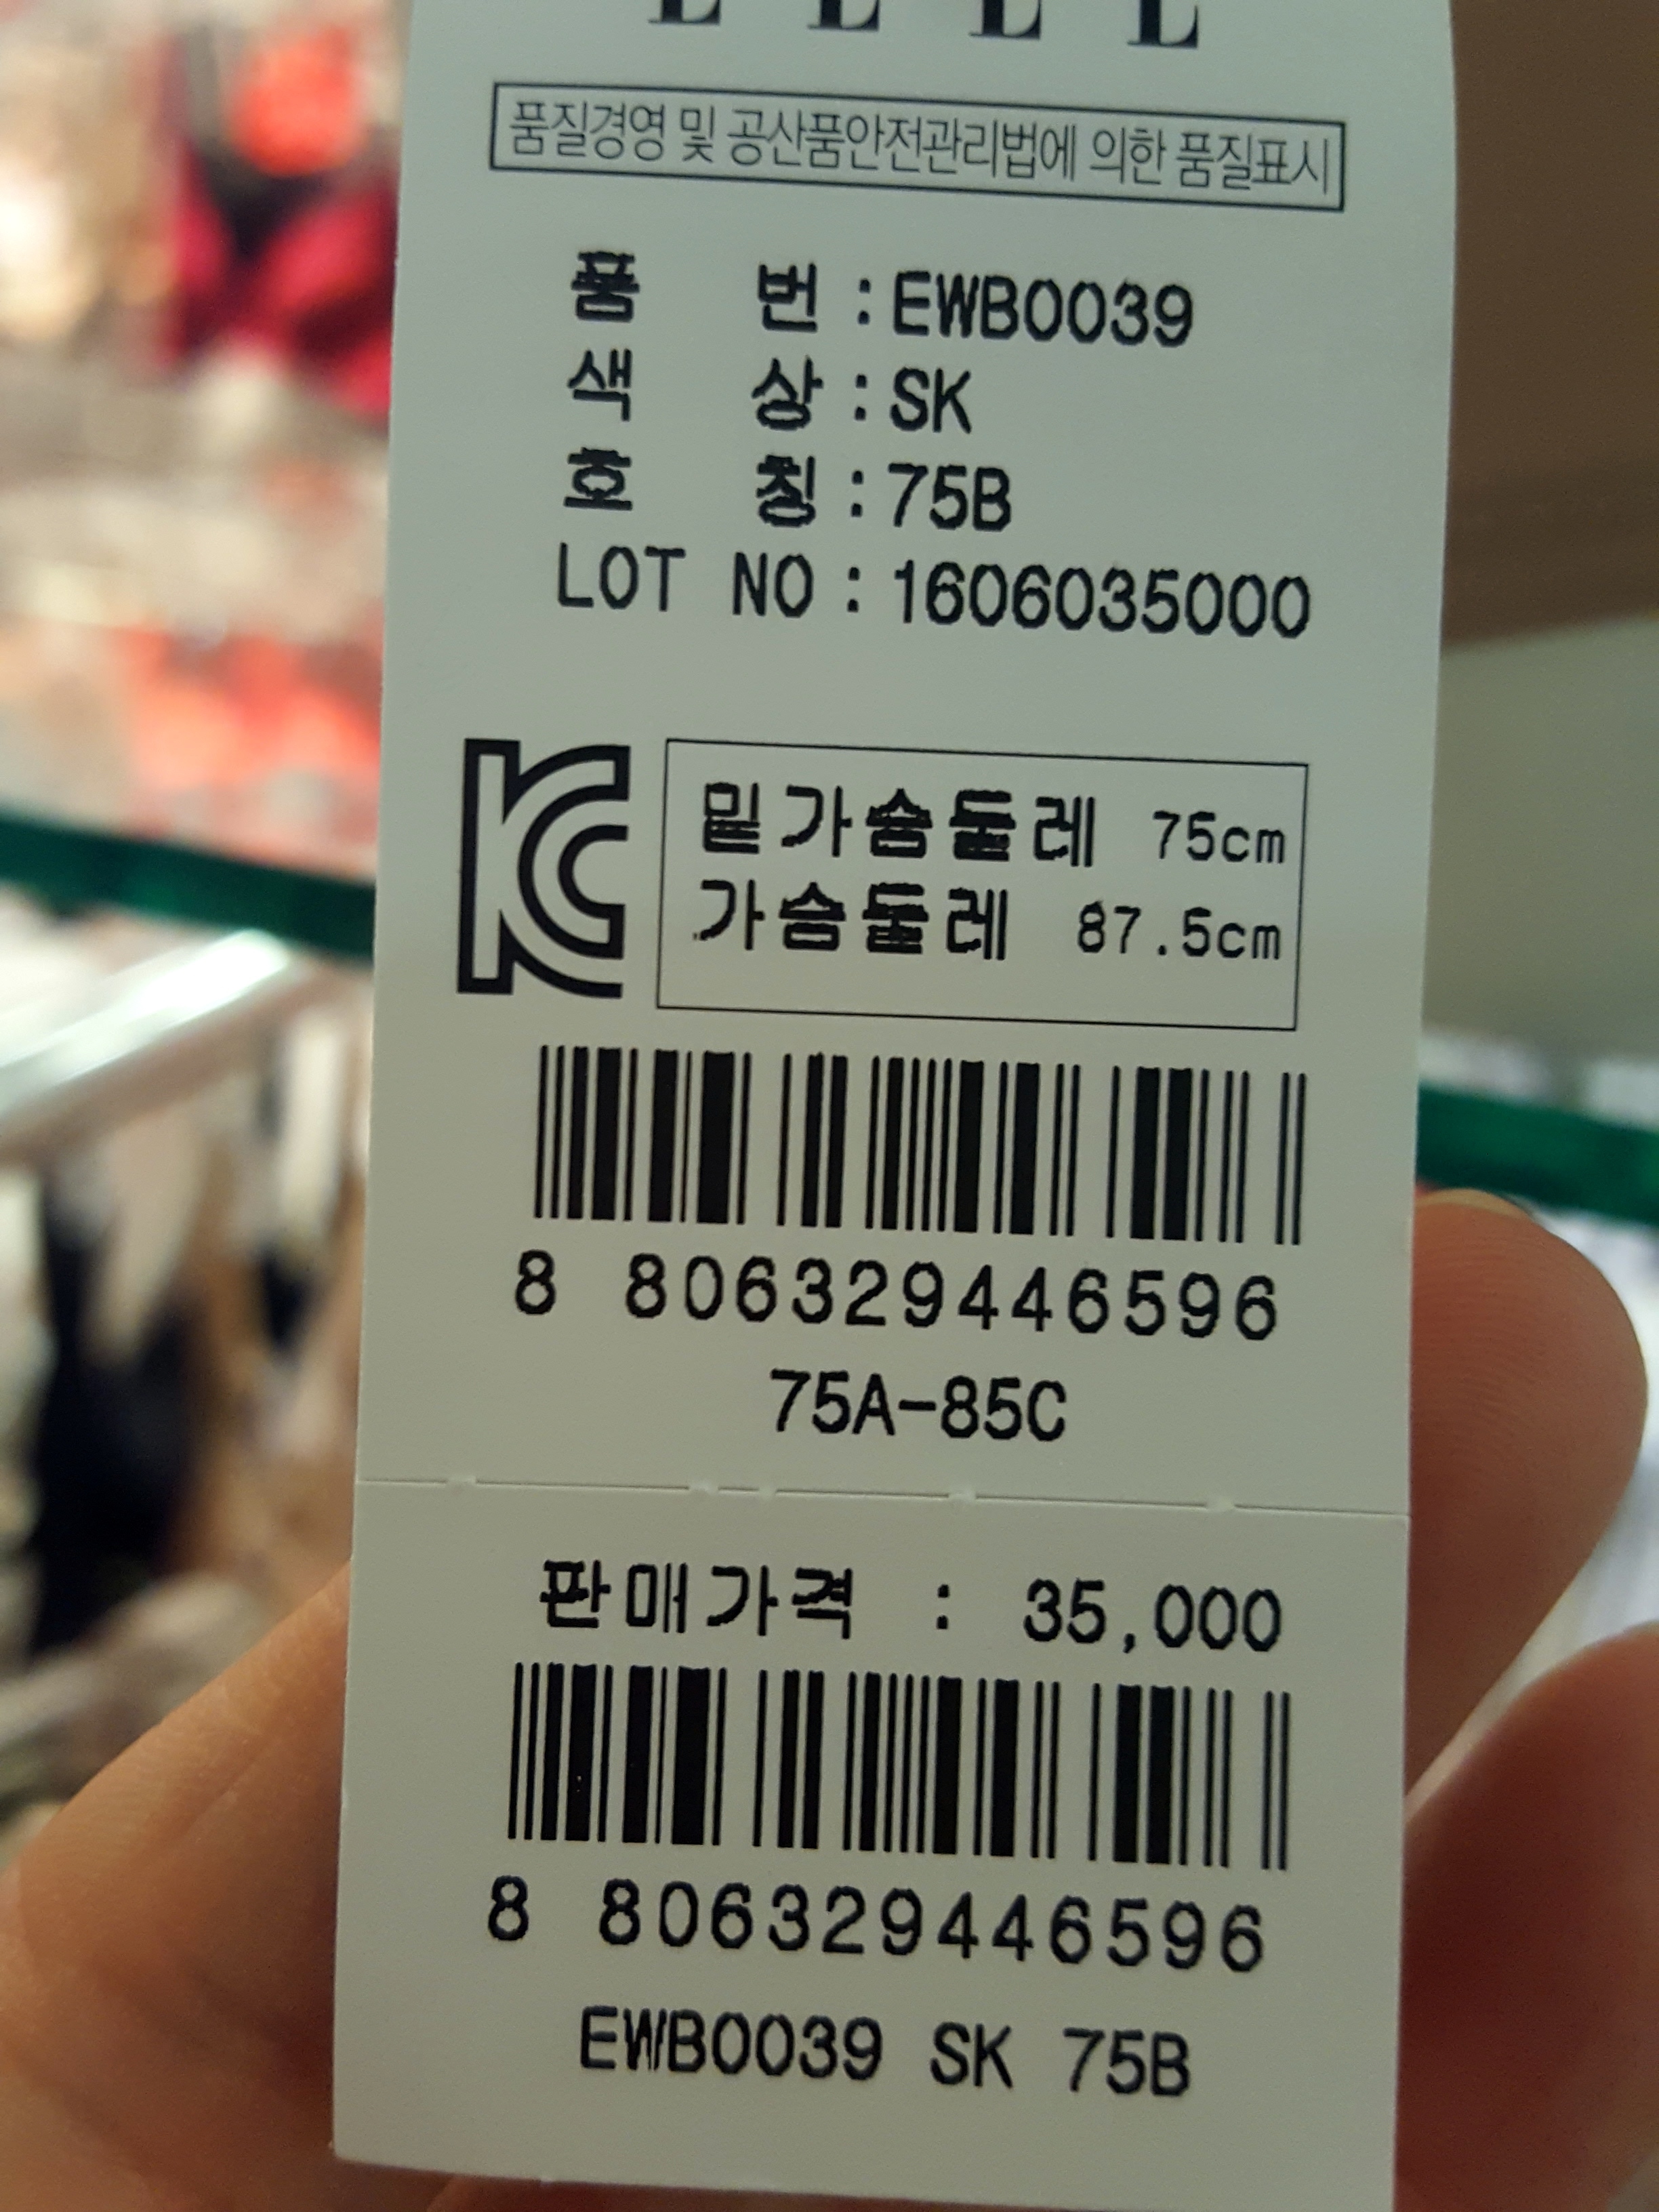 품질경영 및 공산품안전관리법에 의한 품질표시
품 번 : EWB0039
색 상 : SK
호 칭 : 75B
LOT NO : 1606035000
KC
밑가슴둘레 75cm
가슴둘레 87.5cm
8 806329446596
75A-85C
판매가격 : 35,000
8 806329446596
EWB0039 SK 75B